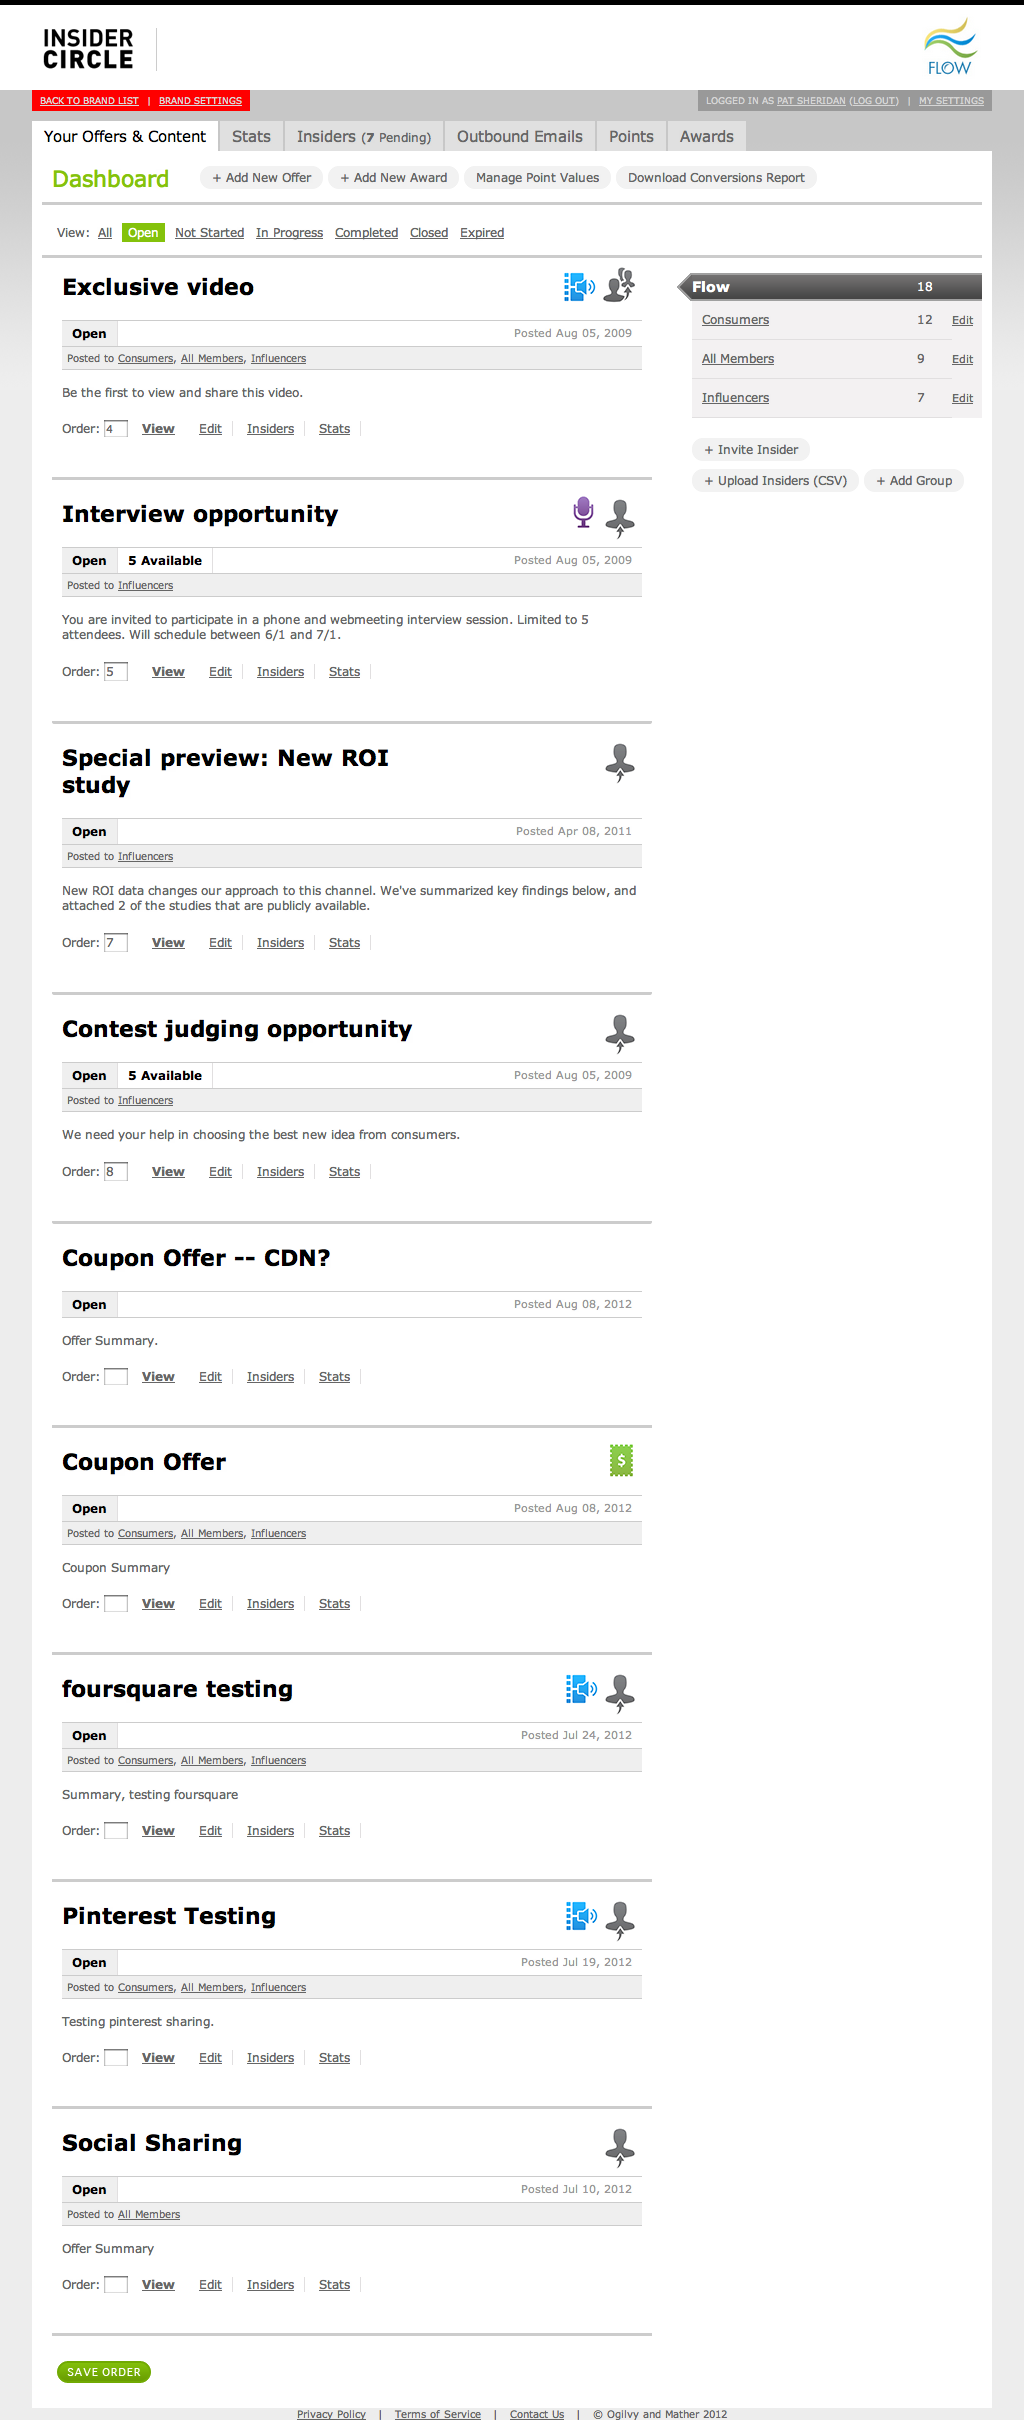 INSIDER
CIRCLE
FLOW
BACK TO BRAND LIST | BRAND SETTINGS
LOGGED IN AS PAT SHERIDAN (LOG OUT) | MY SETTINGS
Your Offers & Content Stats Insiders (7 Pending) Outbound Emails Points Awards
Dashboard + Add New Offer + Add New Award Manage Point Values Download Conversions Report
View: All Open Not Started In Progress Completed Closed Expired
Exclusive video
Open Posted Aug 05, 2009
Posted to Consumers, All Members, Influencers
Be the first to view and share this video.
Order: 4 View Edit Insiders Stats
Interview opportunity
Open 5 Available Posted Aug 05, 2009
Posted to Influencers
You are invited to participate in a phone and webmeeting interview session. Limited to 5
attendees. Will schedule between 6/1 and 7/1.
Order: 5 View Edit Insiders Stats
Special preview: New ROI
study
Open Posted Apr 08, 2011
Posted to Influencers
New ROI data changes our approach to this channel. We've summarized key findings below, and
attached 2 of the studies that are publicly available.
Order: 7 View Edit Insiders Stats
Contest judging opportunity
Open 5 Available Posted Aug 05, 2009
Posted to Influencers
We need your help in choosing the best new idea from consumers.
Order: 8 View Edit Insiders Stats
Coupon Offer -- CDN?
Open Posted Aug 08, 2012
Offer Summary.
Order: View Edit Insiders Stats
Coupon Offer
$
Open Posted Aug 08, 2012
Posted to Consumers, All Members, Influencers
Coupon Summary
Order: View Edit Insiders Stats
foursquare testing
Open Posted Jul 24, 2012
Posted to Consumers, All Members, Influencers
Summary, testing foursquare
Order: View Edit Insiders Stats
Pinterest Testing
Open Posted Jul 19, 2012
Posted to Consumers, All Members, Influencers
Testing pinterest sharing.
Order: View Edit Insiders Stats
Social Sharing
Open Posted Jul 10, 2012
Posted to All Members
Offer Summary
Order: View Edit Insiders Stats
SAVE ORDER
Flow 18
Consumers 12 Edit
All Members 9 Edit
Influencers 7 Edit
+ Invite Insider
+ Upload Insiders (CSV) + Add Group
Privacy Policy | Terms of Service | Contact Us | © Ogilvy and Mather 2012